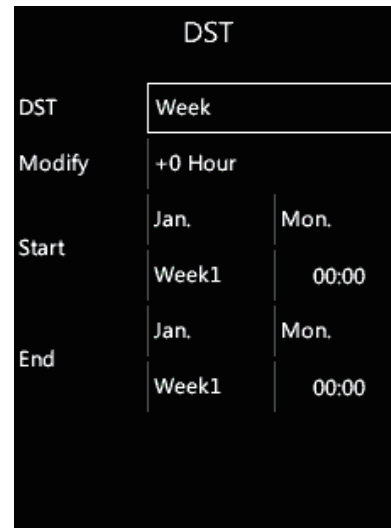 DST
DST Week
Modify +0 Hour
Start
Jan. Mon.
Week1 00:00
End
Jan. Mon.
Week1 00:00